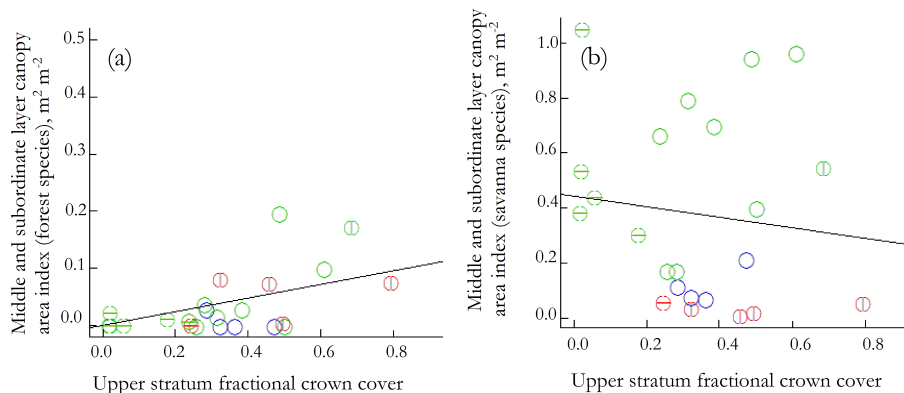 0.5
0.4
0.3
0.2
0.1
0.0
(a)
Middle and subordinate layer canopy
area index (forest species), m² m⁻²
0.0 0.2 0.4 0.6 0.8
Upper stratum fractional crown cover
1.0
0.8
0.6
0.4
0.2
0.0
(b)
Middle and subordinate layer canopy
area index (savanna species), m² m⁻²
0.0 0.2 0.4 0.6 0.8
Upper stratum fractional crown cover